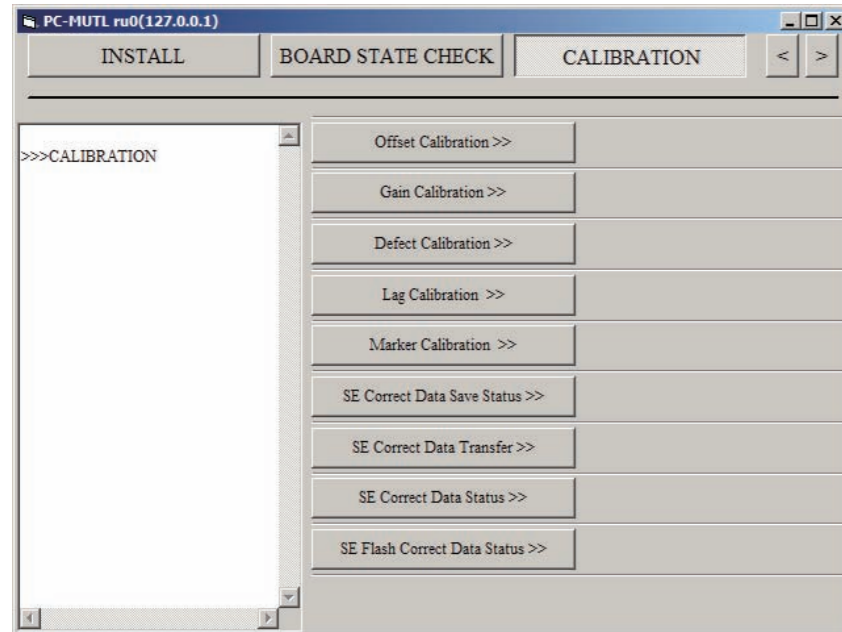 PC-MUTL ru0(127.0.0.1)
INSTALL
BOARD STATE CHECK
CALIBRATION
<
>
>>>CALIBRATION
Offset Calibration >>
Gain Calibration >>
Defect Calibration >>
Lag Calibration >>
Marker Calibration >>
SE Correct Data Save Status >>
SE Correct Data Transfer >>
SE Correct Data Status >>
SE Flash Correct Data Status >>